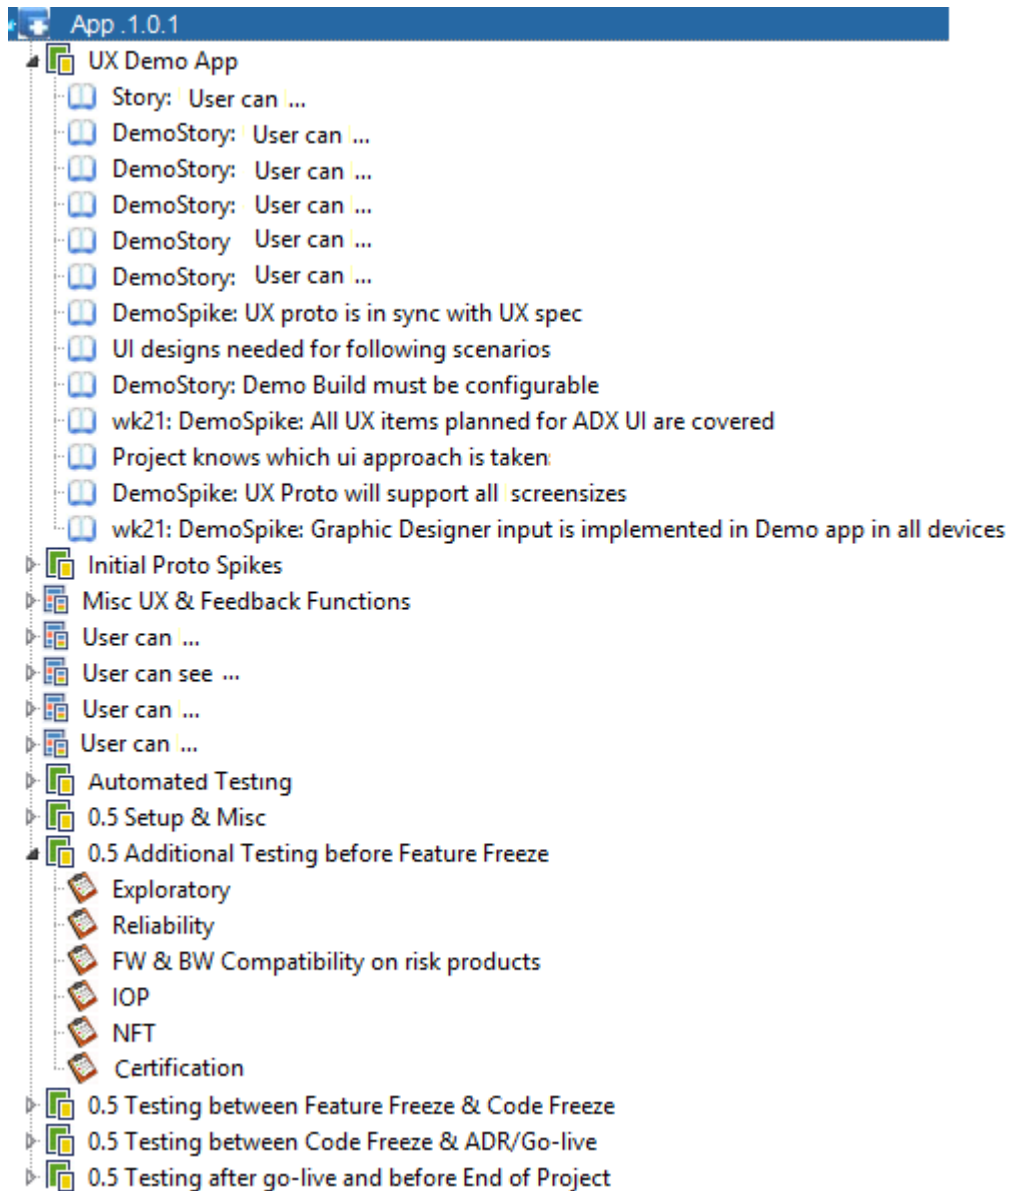 App .1.0.1
UX Demo App
Story: User can ...
DemoStory: User can ...
DemoStory: User can ...
DemoStory: User can ...
DemoStory User can ...
DemoStory: User can ...
DemoSpike: UX proto is in sync with UX spec
UI designs needed for following scenarios
DemoStory: Demo Build must be configurable
wk21: DemoSpike: All UX items planned for ADX UI are covered
Project knows which ui approach is taken:
DemoSpike: UX Proto will support all screensizes
wk21: DemoSpike: Graphic Designer input is implemented in Demo app in all devices
Initial Proto Spikes
Misc UX & Feedback Functions
User can ...
User can see ...
User can ...
User can ...
Automated Testing
0.5 Setup & Misc
0.5 Additional Testing before Feature Freeze
Exploratory
Reliability
FW & BW Compatibility on risk products
IOP
NFT
Certification
0.5 Testing between Feature Freeze & Code Freeze
0.5 Testing between Code Freeze & ADR/Go-live
0.5 Testing after go-live and before End of Project